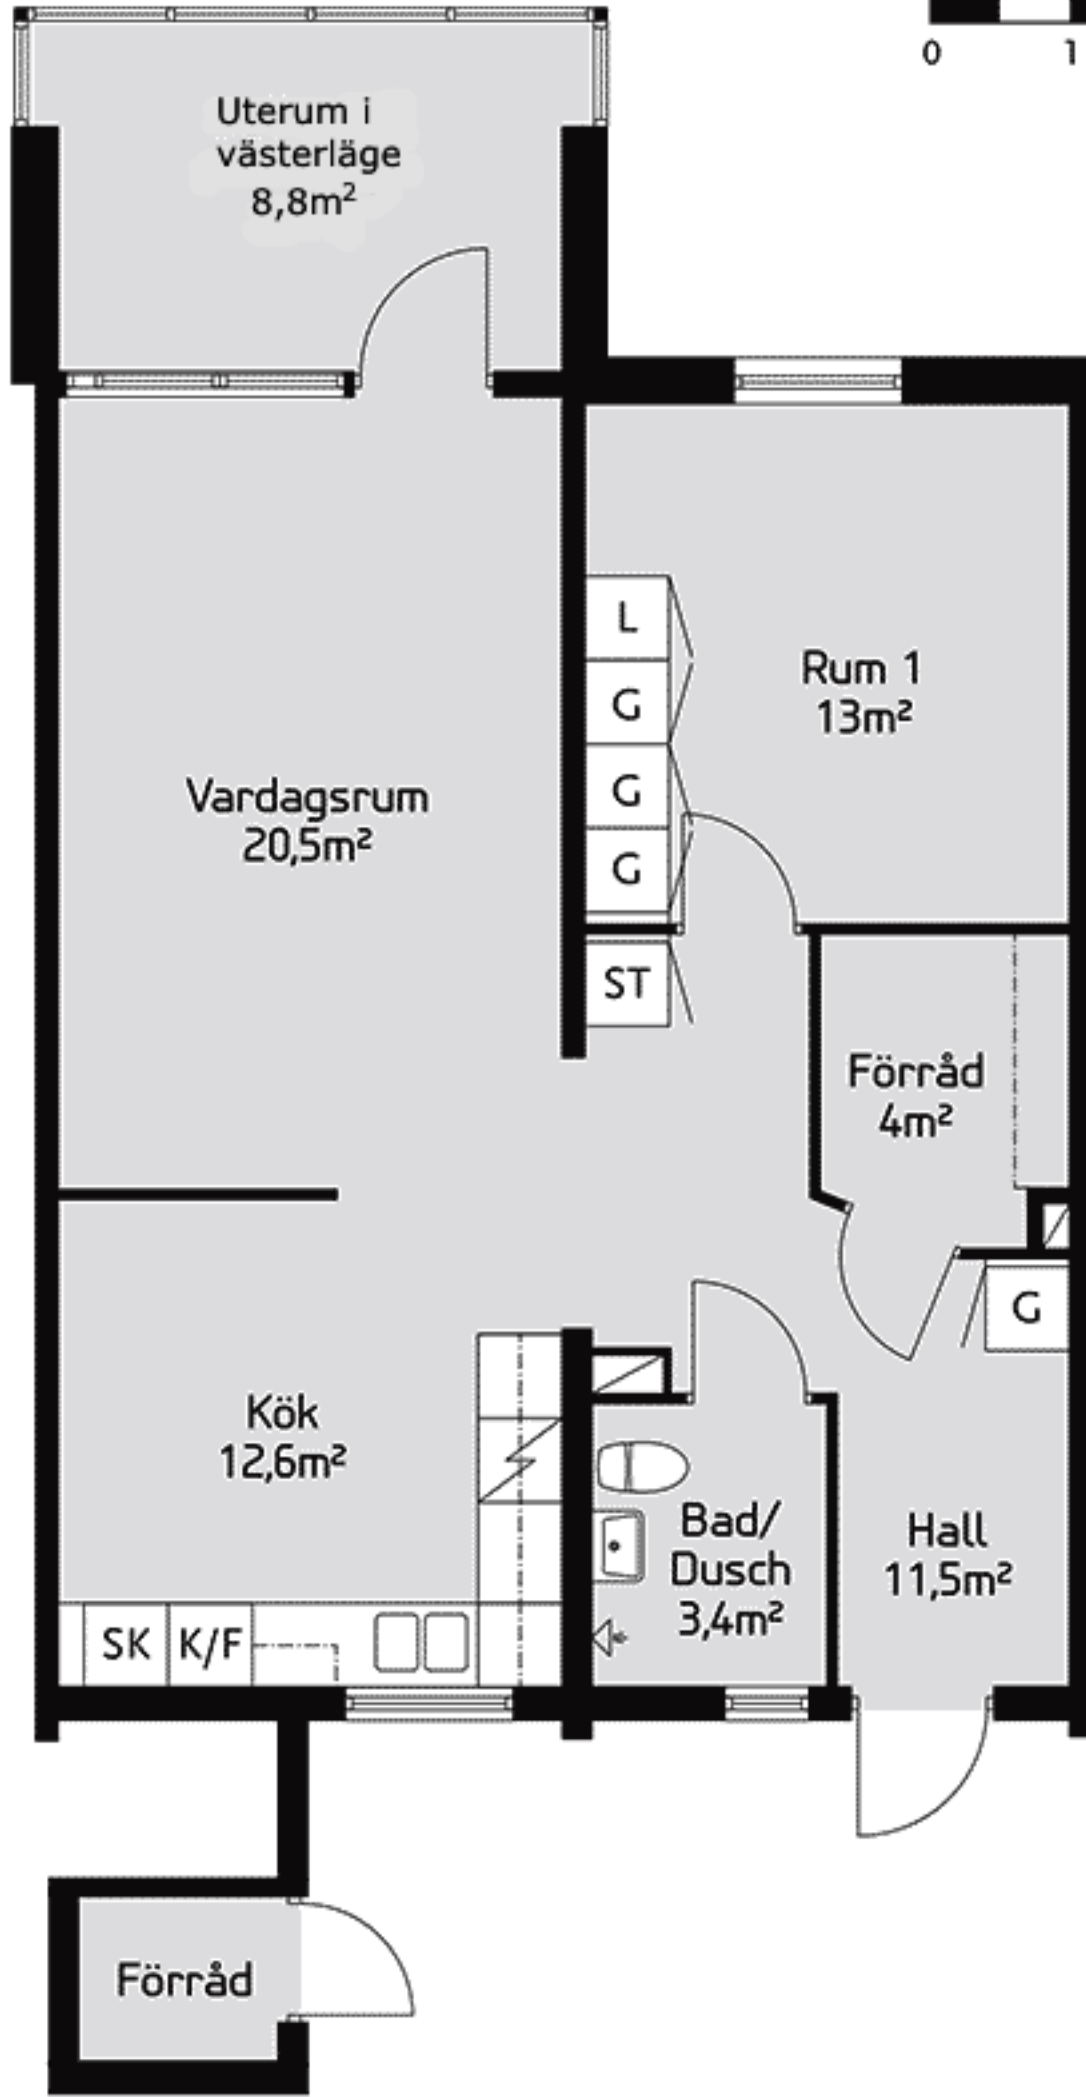 0 1
Uterum i
västerläge
8,8m²
L
G
G
G
Rum 1
13m²
Vardagsrum
20,5m²
ST
Förråd
4m²
G
Kök
12,6m²
Bad/
Dusch
3,4m²
Hall
11,5m²
SK K/F
Förråd